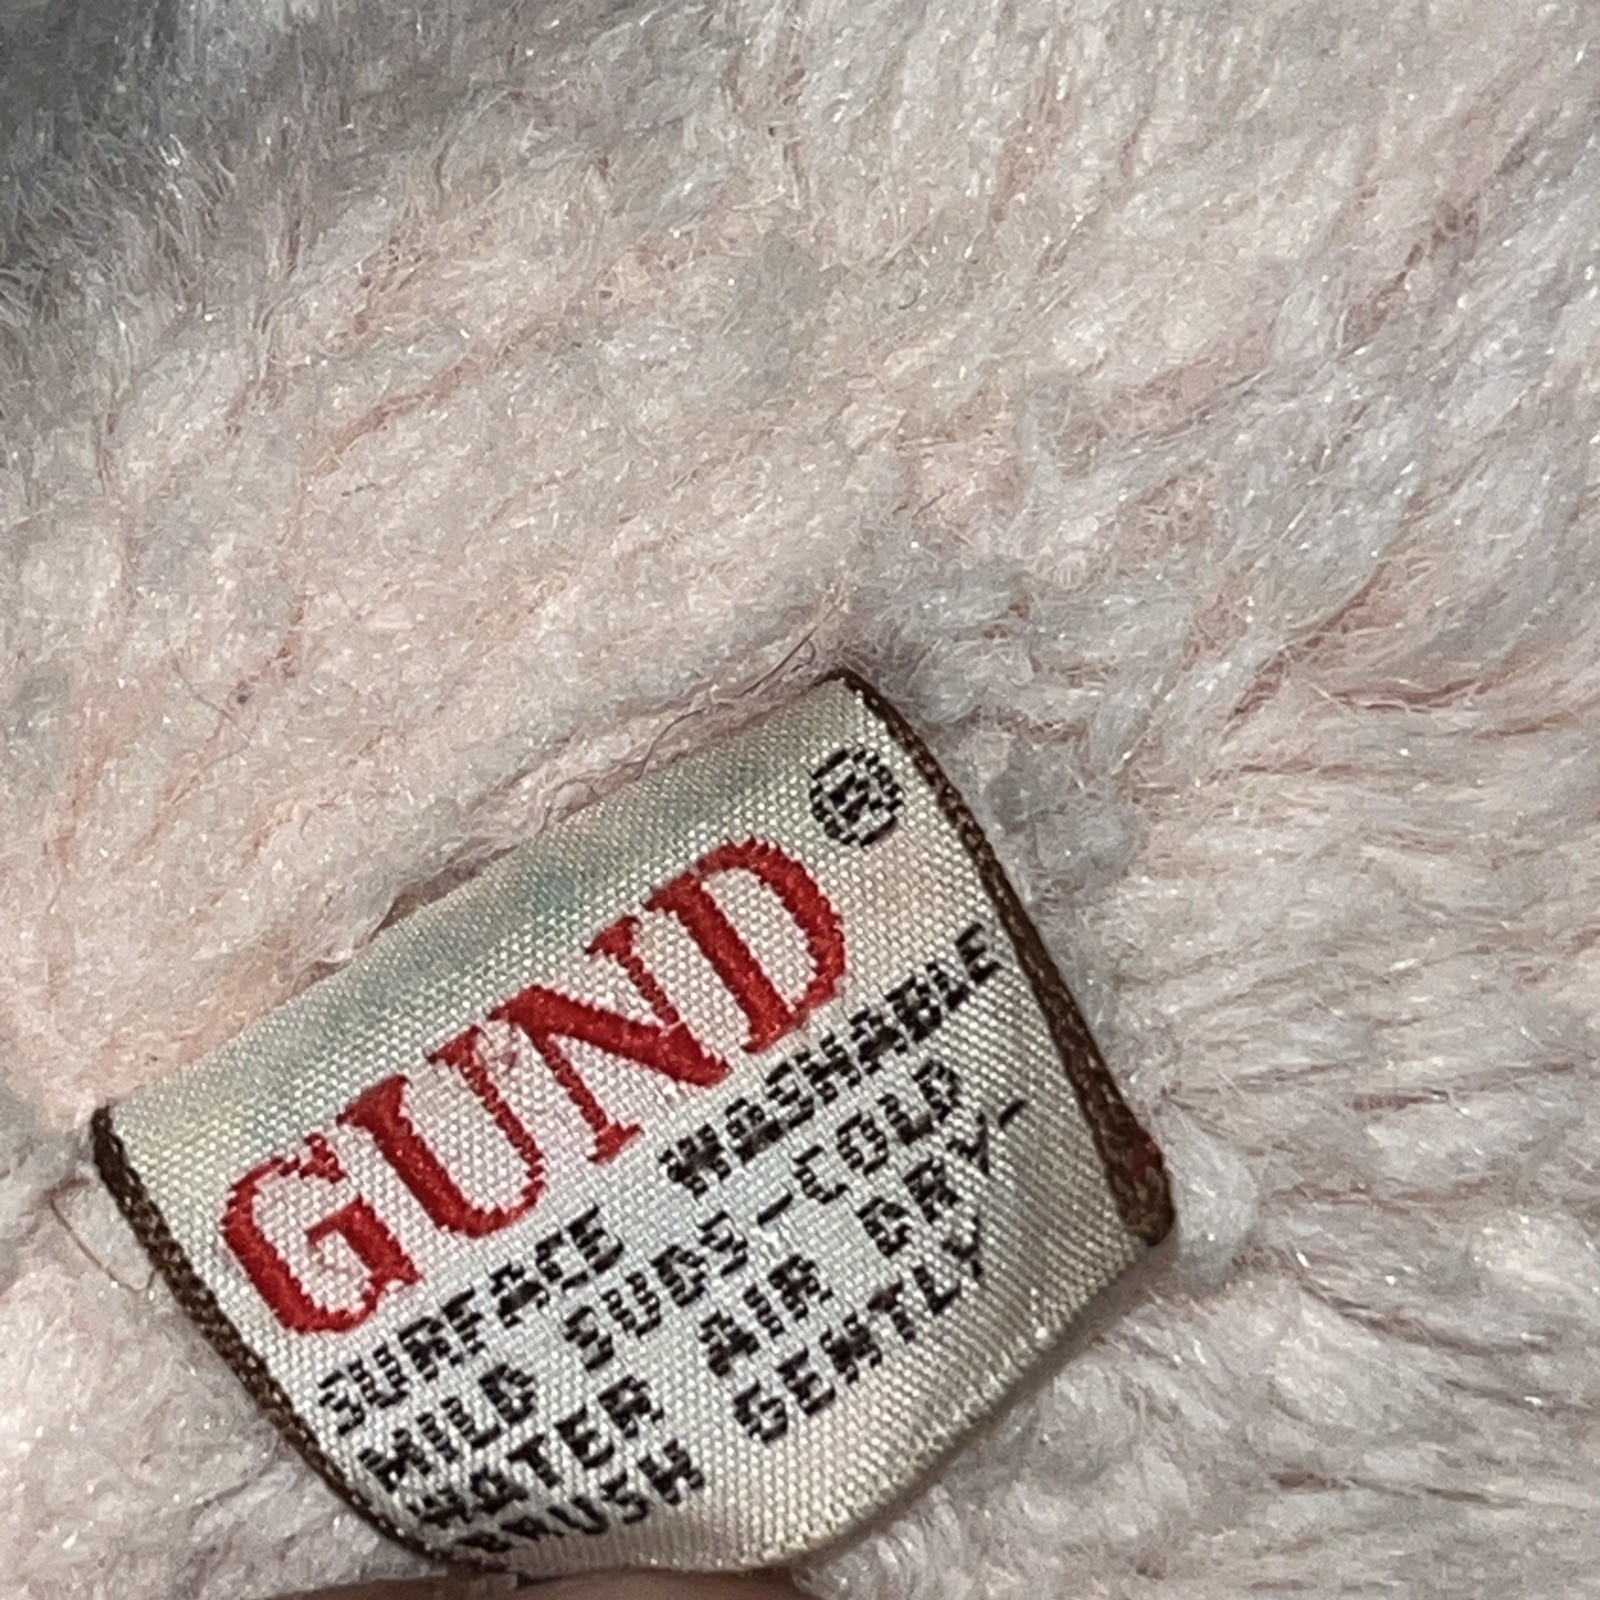 GUND ®
SURFACE WASHABLE
MILD SUDS-COLD
WATER AIR DRY-
BRUSH GENTLY